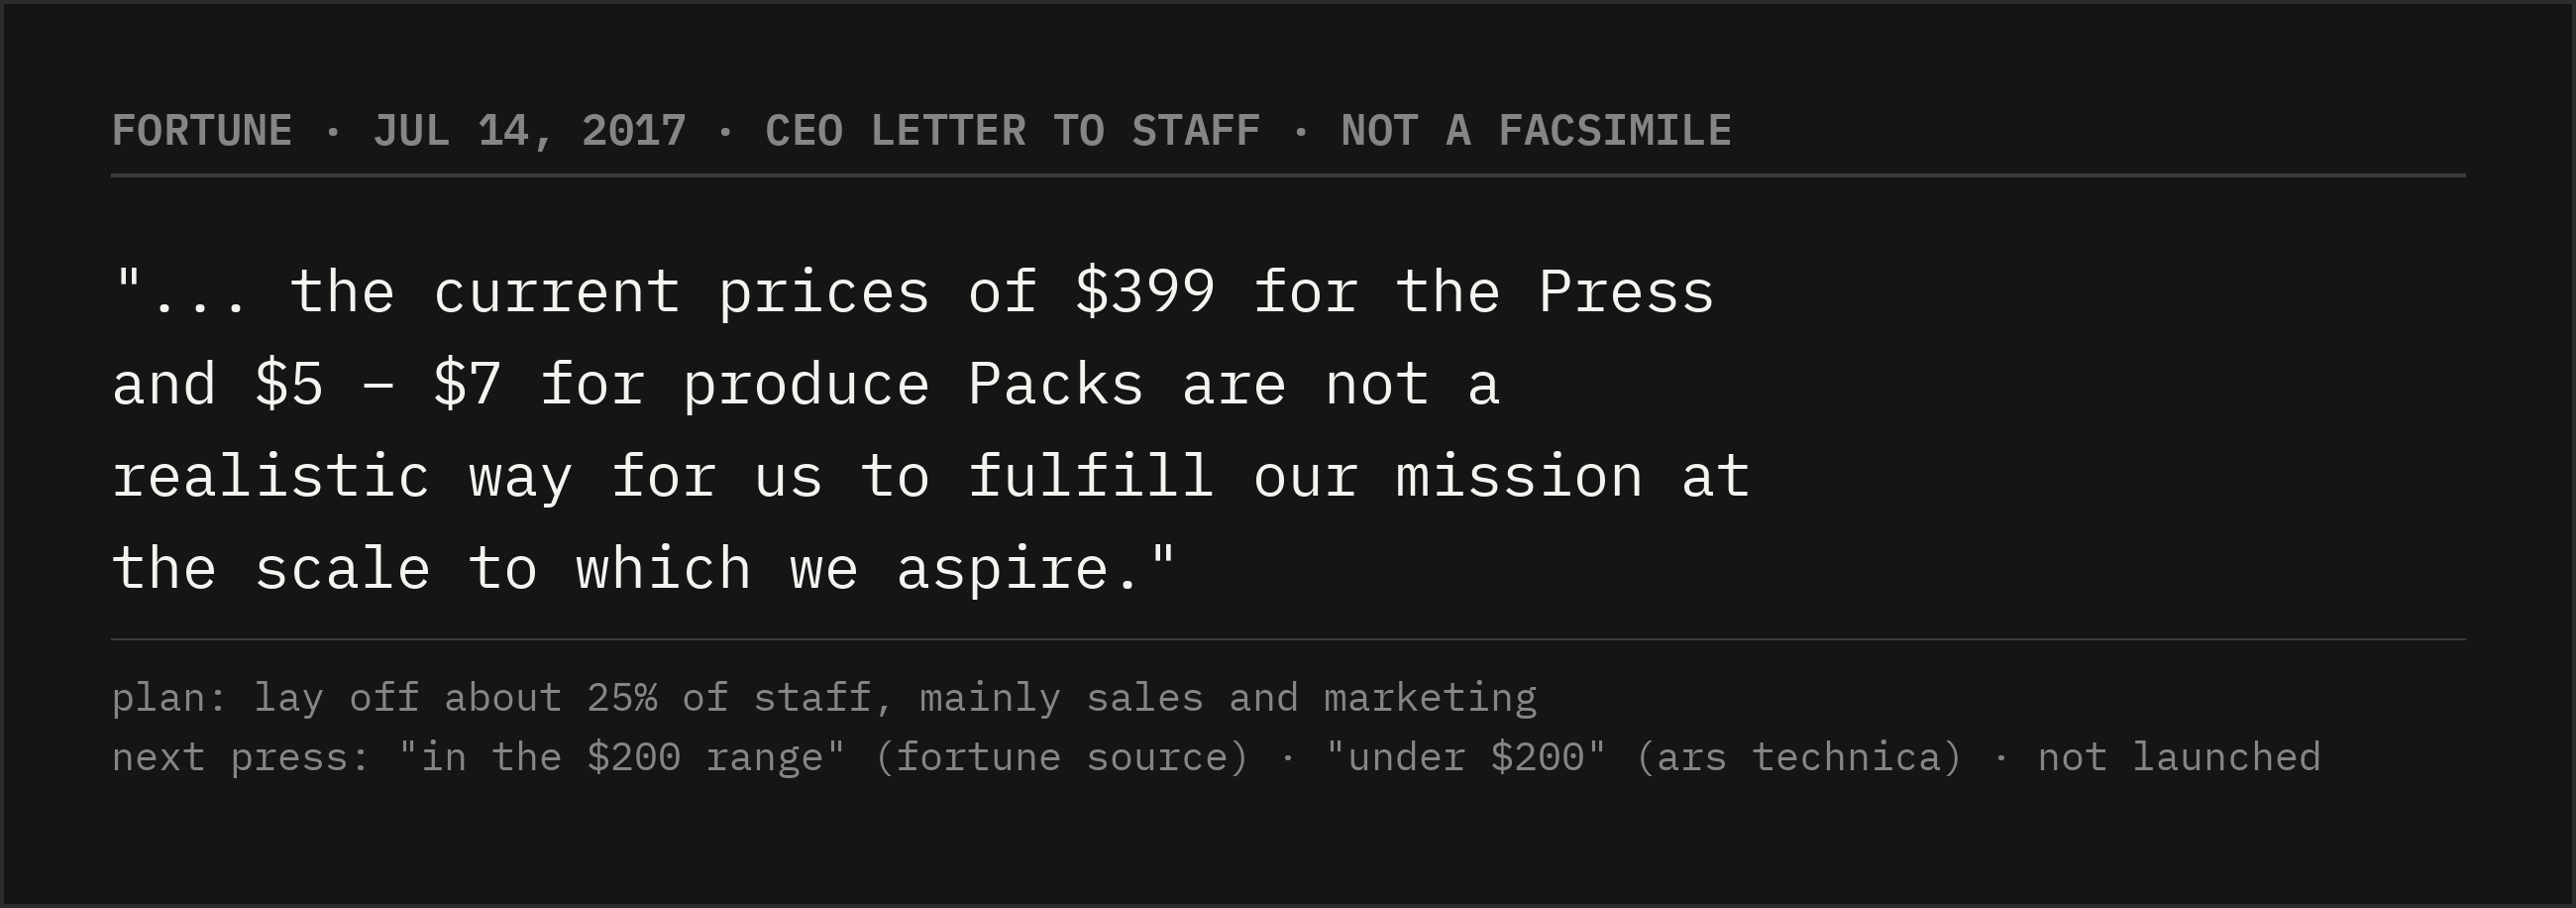 FORTUNE · JUL 14, 2017 · CEO LETTER TO STAFF · NOT A FACSIMILE
"... the current prices of $399 for the Press
and $5 – $7 for produce Packs are not a
realistic way for us to fulfill our mission at
the scale to which we aspire."
plan: lay off about 25% of staff, mainly sales and marketing
next press: "in the $200 range" (fortune source) · "under $200" (ars technica) · not launched